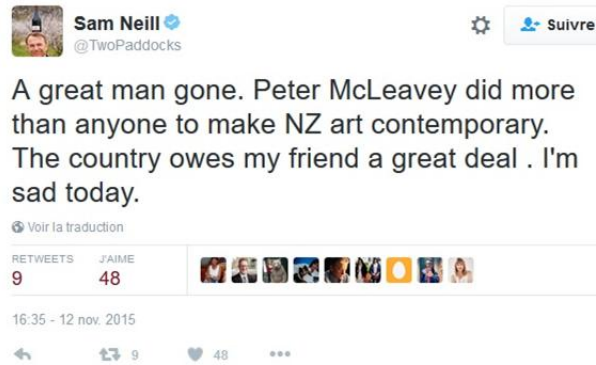 Sam Neill
@TwoPaddocks
Suivre
A great man gone. Peter McLeavey did more
than anyone to make NZ art contemporary.
The country owes my friend a great deal . I'm
sad today.
Voir la traduction
RETWEETS J'AIME
9 48
16:35 - 12 nov. 2015
9 48